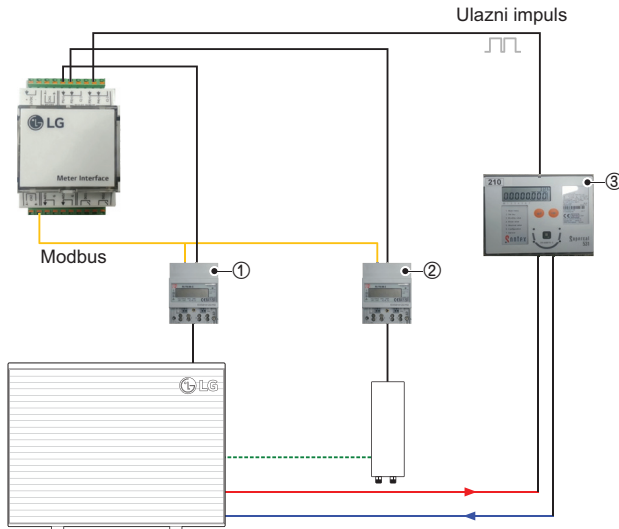 Ulazni impuls
LG
Meter Interface
210
Modbus
①
②
③
LG